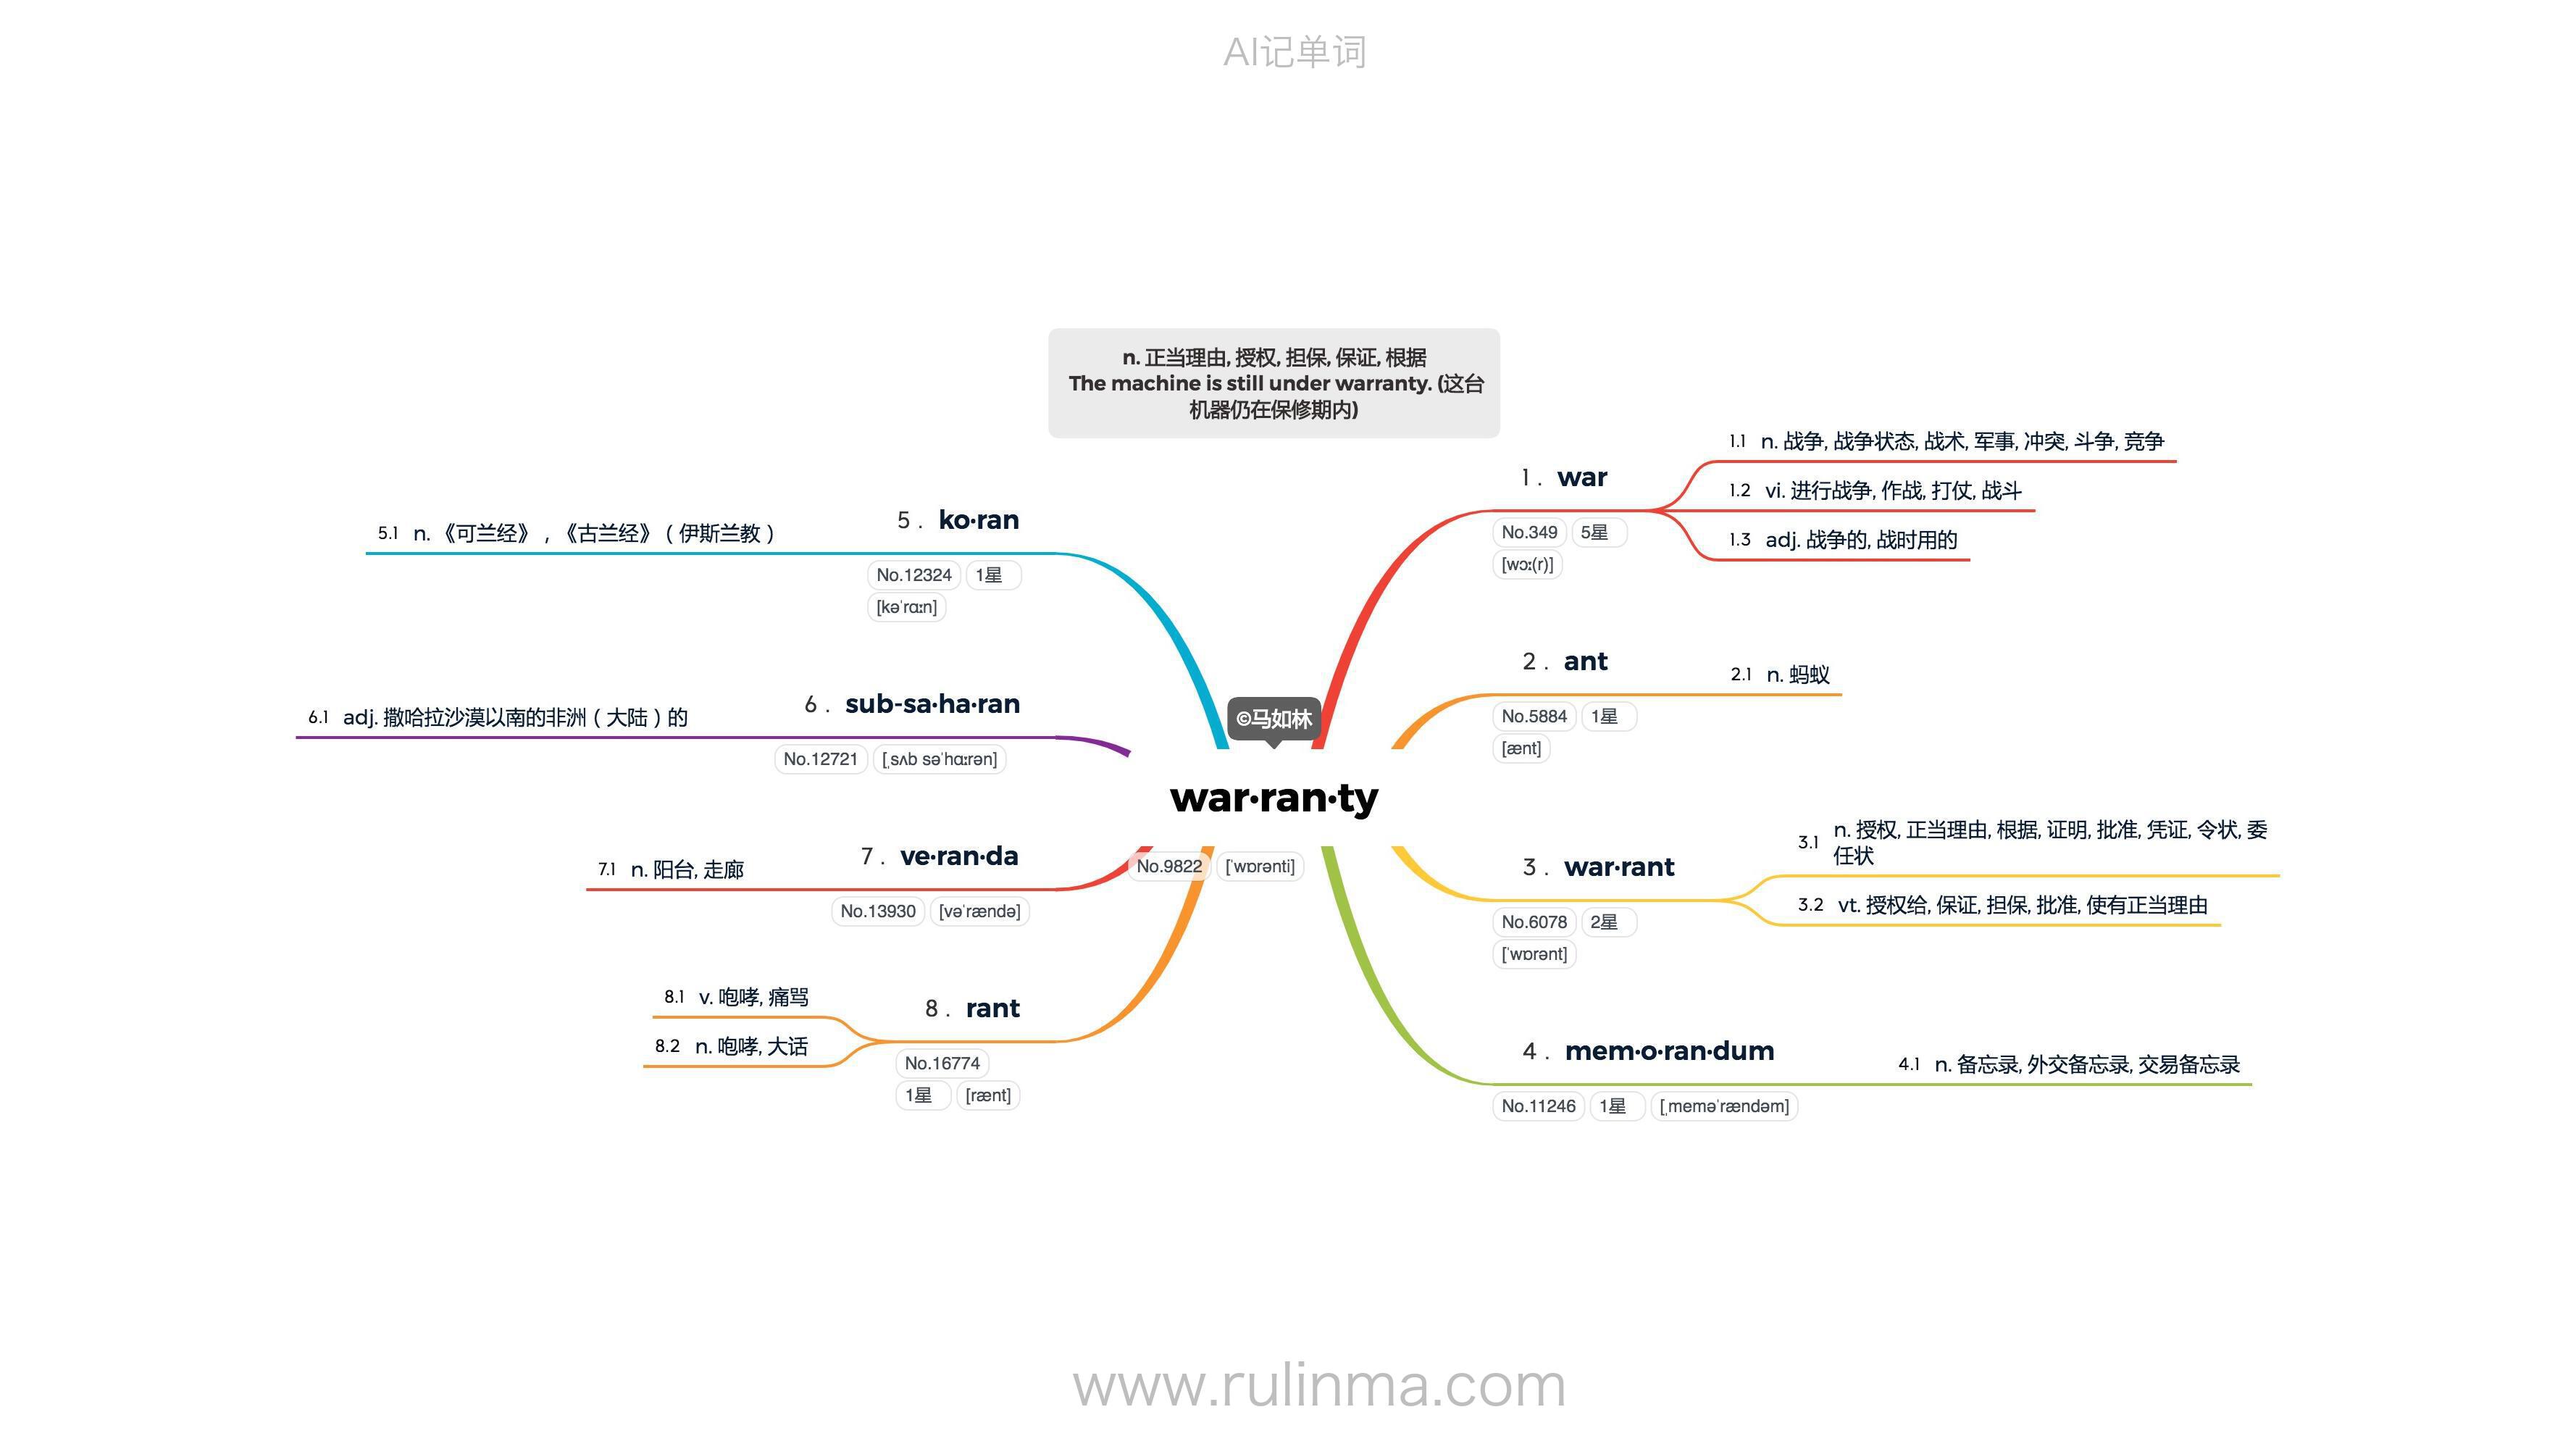 AI记单词
n. 正当理由, 授权, 担保, 保证, 根据
The machine is still under warranty. (这台
机器仍在保修期内)
©马如林
war·ran·ty
No.9822 [ˈwɒrənti]
1 . war
No.349 5星
[wɔː(r)]
1.1 n. 战争, 战争状态, 战术, 军事, 冲突, 斗争, 竞争
1.2 vi. 进行战争, 作战, 打仗, 战斗
1.3 adj. 战争的, 战时用的
2 . ant
No.5884 1星
[ænt]
2.1 n. 蚂蚁
3 . war·rant
No.6078 2星
[ˈwɒrənt]
3.1 n. 授权, 正当理由, 根据, 证明, 批准, 凭证, 令状, 委
任状
3.2 vt. 授权给, 保证, 担保, 批准, 使有正当理由
4 . mem·o·ran·dum
No.11246 1星 [ˌmeməˈrændəm]
4.1 n. 备忘录, 外交备忘录, 交易备忘录
5 . ko·ran
No.12324 1星
[kəˈrɑːn]
5.1 n. 《可兰经》，《古兰经》（伊斯兰教）
6 . sub-sa·ha·ran
No.12721 [ˌsʌb səˈhɑːrən]
6.1 adj. 撒哈拉沙漠以南的非洲（大陆）的
7 . ve·ran·da
No.13930 [vəˈrændə]
7.1 n. 阳台, 走廊
8 . rant
No.16774
1星 [rænt]
8.1 v. 咆哮, 痛骂
8.2 n. 咆哮, 大话
www.rulinma.com